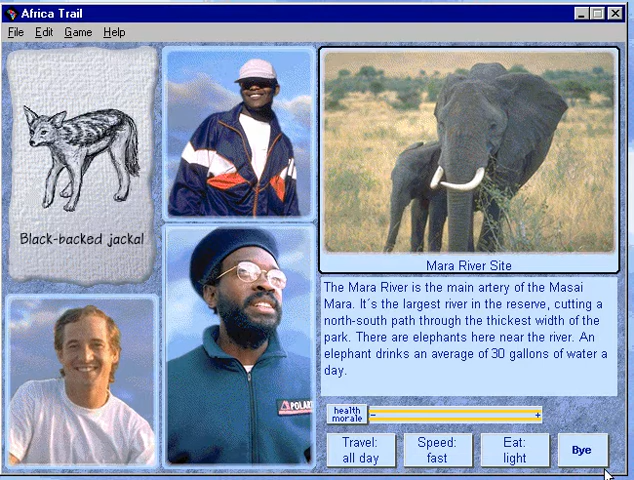 Africa Trail
File Edit Game Help
Black-backed jackal
Mara River Site
The Mara River is the main artery of the Masai
Mara. It´s the largest river in the reserve, cutting a
north-south path through the thickest width of the
park. There are elephants here near the river. An
elephant drinks an average of 30 gallons of water a
day.
POLAR
health
morale
- +
Travel:
all day
Speed:
fast
Eat:
light
Bye